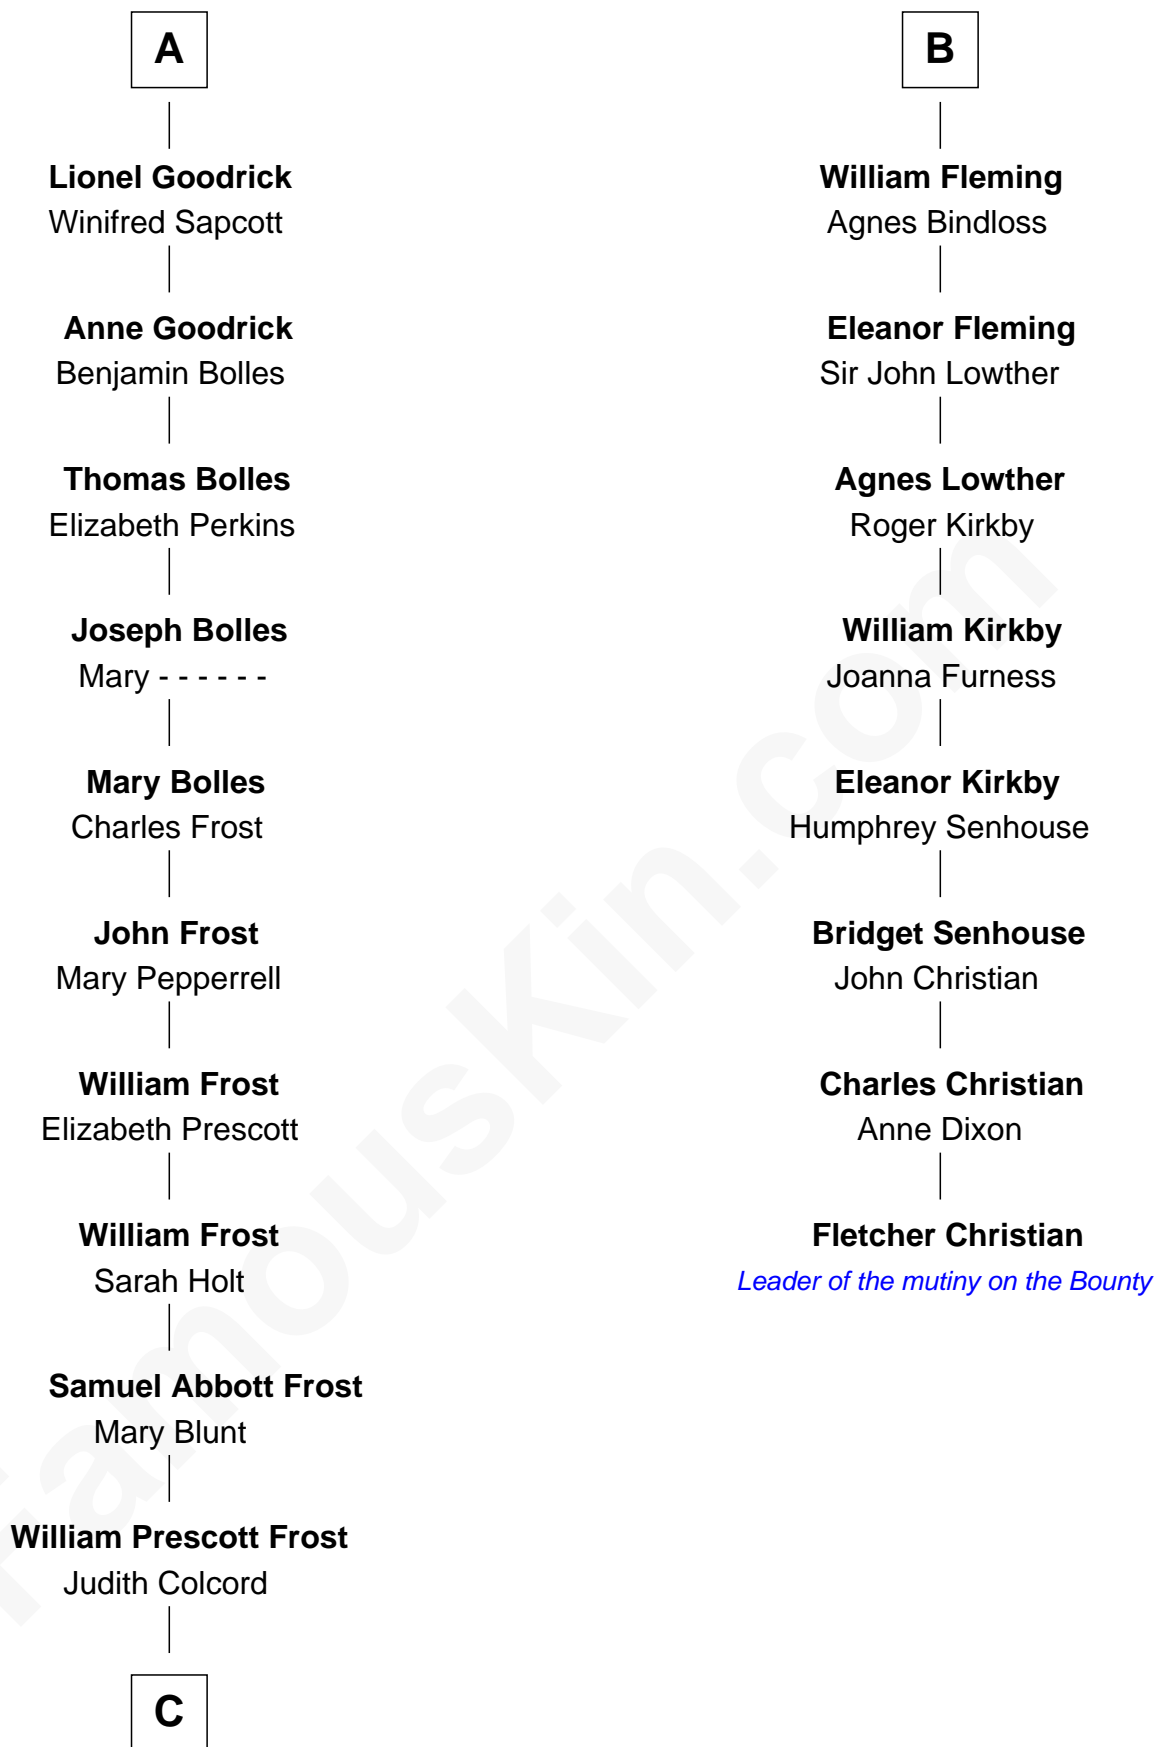 A
Lionel Goodrick
Winifred Sapcott
Anne Goodrick
Benjamin Bolles
Thomas Bolles
Elizabeth Perkins
Joseph Bolles
Mary - - - - - -
Mary Bolles
Charles Frost
John Frost
Mary Pepperrell
William Frost
Elizabeth Prescott
William Frost
Sarah Holt
Samuel Abbott Frost
Mary Blunt
William Prescott Frost
Judith Colcord
C
B
William Fleming
Agnes Bindloss
Eleanor Fleming
Sir John Lowther
Agnes Lowther
Roger Kirkby
William Kirkby
Joanna Furness
Eleanor Kirkby
Humphrey Senhouse
Bridget Senhouse
John Christian
Charles Christian
Anne Dixon
Fletcher Christian
Leader of the mutiny on the Bounty
FamousKin.com